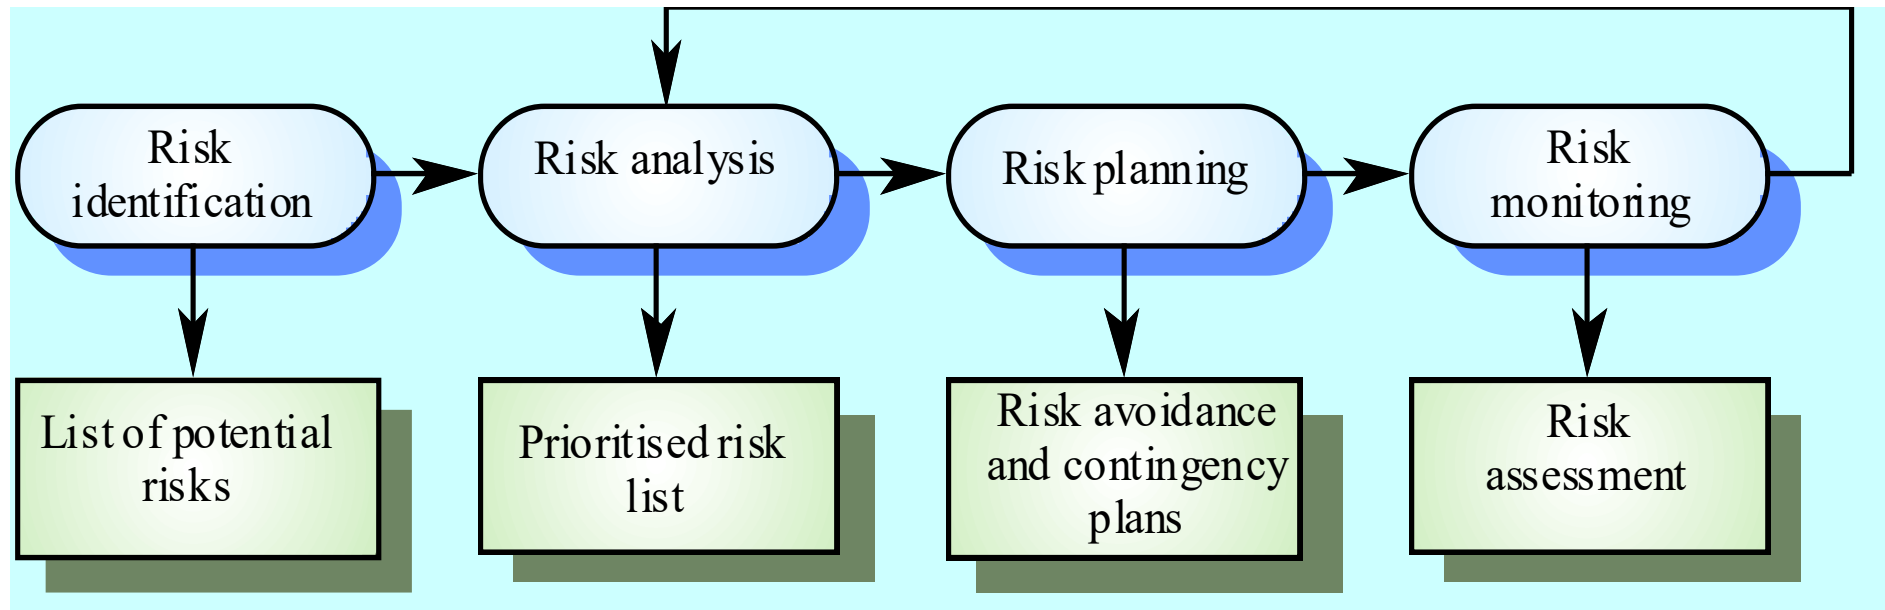 Risk
identification
Risk analysis
Risk planning
Risk
monitoring
List of potential
risks
Prioritised risk
list
Risk avoidance
and contingency
plans
Risk
assessment